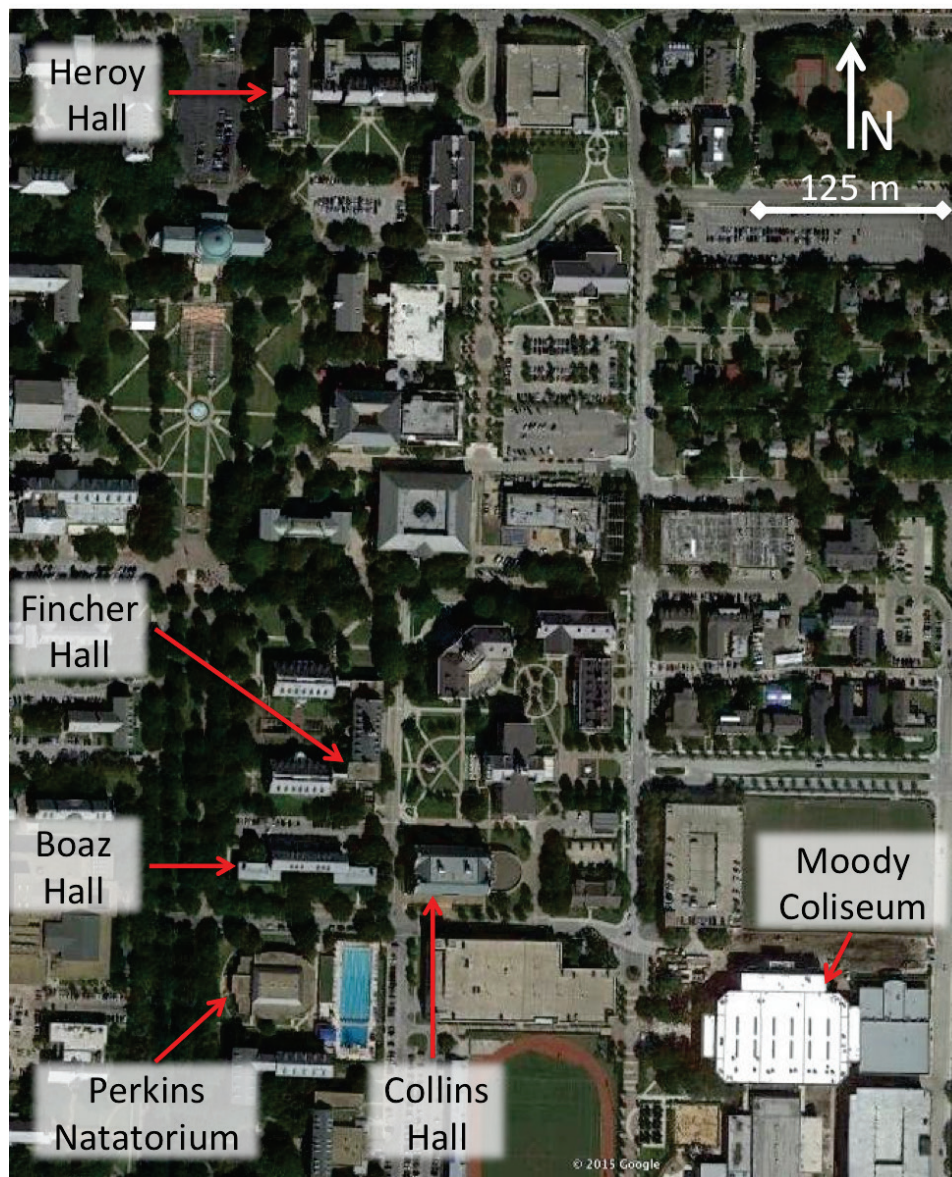 Heroy
Hall
N
125 m
Fincher
Hall
Boaz
Hall
Moody
Coliseum
Perkins
Natatorium
Collins
Hall
© 2015 Google